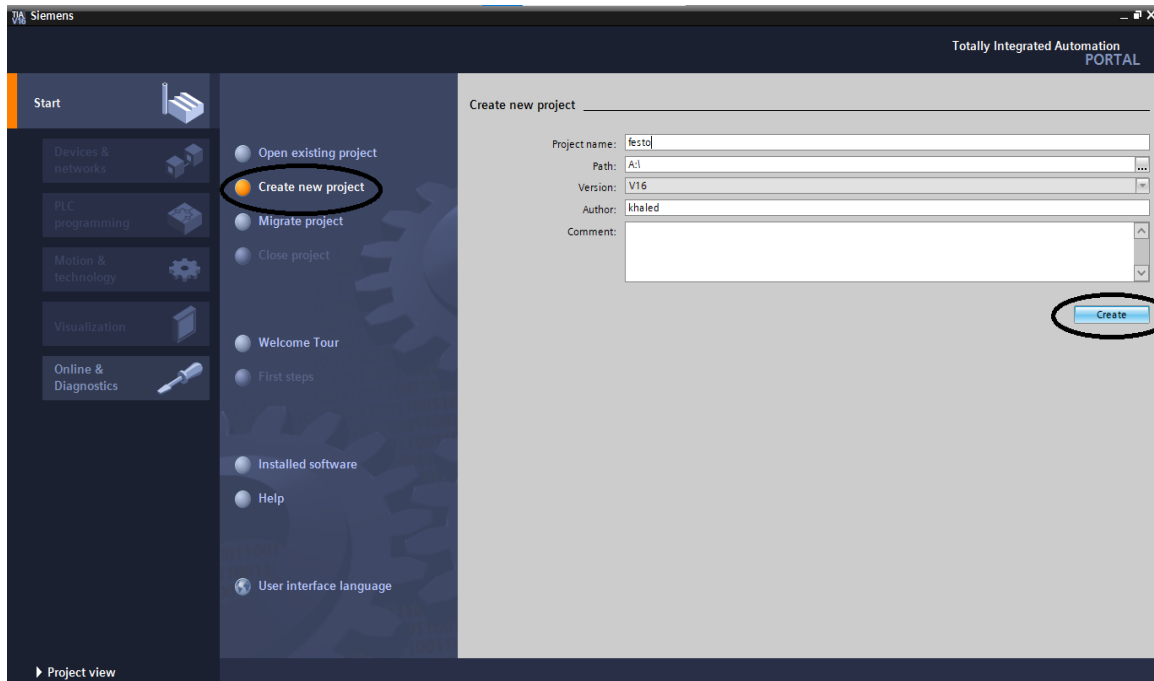 TIA V16 Siemens
Totally Integrated Automation
PORTAL
Start
Devices &
networks
PLC
programming
Motion &
technology
Visualization
Online &
Diagnostics
Open existing project
Create new project
Migrate project
Close project
Welcome Tour
First steps
Installed software
Help
User interface language
Create new project
Project name: festo
Path: A:\ ...
Version: V16
Author: khaled
Comment:
Create
Project view